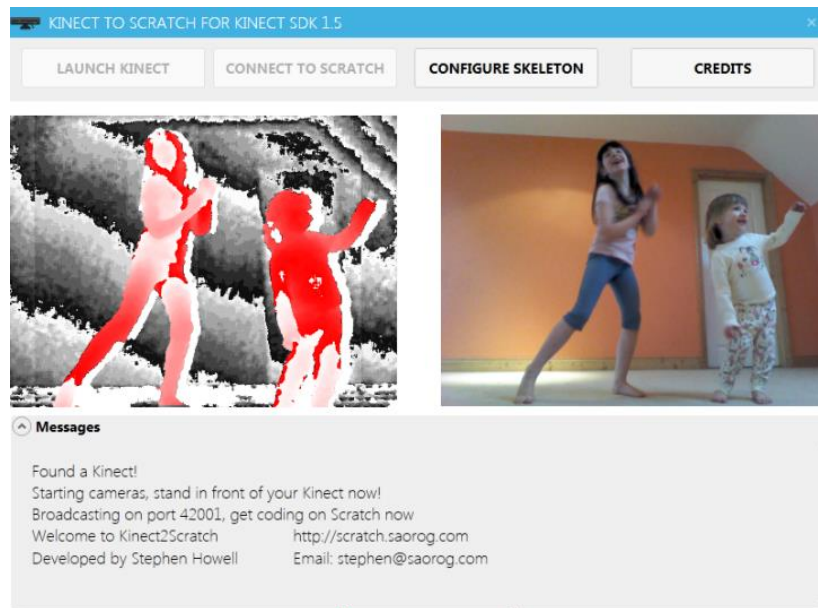 KINECT TO SCRATCH FOR KINECT SDK 1.5
LAUNCH KINECT CONNECT TO SCRATCH CONFIGURE SKELETON CREDITS
Messages
Found a Kinect!
Starting cameras, stand in front of your Kinect now!
Broadcasting on port 42001, get coding on Scratch now
Welcome to Kinect2Scratch http://scratch.saorog.com
Developed by Stephen Howell Email: stephen@saorog.com